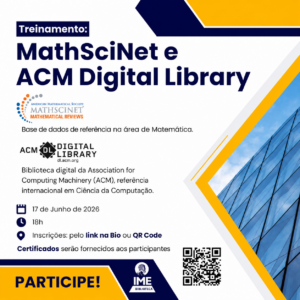 Treinamento:
MathSciNet e
ACM Digital Library
MATHSCINET
MATHEMATICAL REVIEWS
Base de dados de referência na área de Matemática.
ACM DL DIGITAL
LIBRARY
dl.acm.org
Biblioteca digital da Association for
Computing Machinery (ACM), referência
internacional em Ciência da Computação.
17 de Junho de 2026
18h
Inscrições: pelo link na Bio ou QR Code
Certificados serão fornecidos aos participantes
PARTICIPE!
IME
BIBLIOTECA